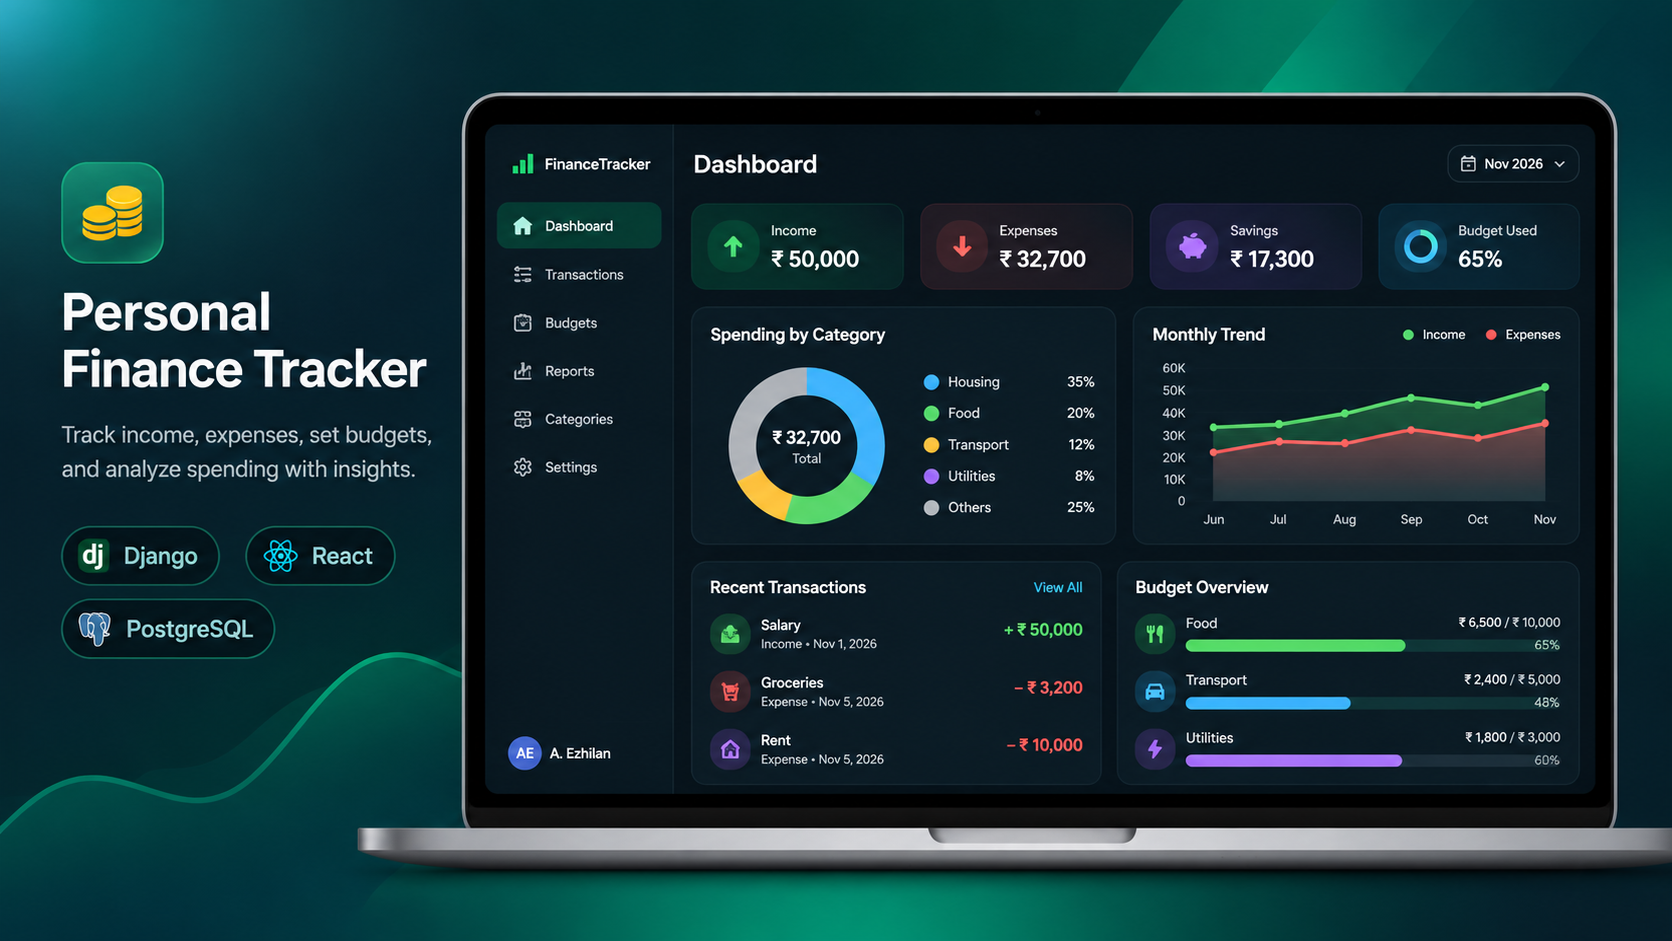 Personal
Finance Tracker
Track income, expenses, set budgets,
and analyze spending with insights.
dj Django
React
PostgreSQL
FinanceTracker
Dashboard
Transactions
Budgets
Reports
Categories
Settings
AE A. Ezhilan
Dashboard
Nov 2026
Income
₹ 50,000
Expenses
₹ 32,700
Savings
₹ 17,300
Budget Used
65%
Spending by Category
₹ 32,700
Total
Housing 35%
Food 20%
Transport 12%
Utilities 8%
Others 25%
Monthly Trend
Income Expenses
60K
50K
40K
30K
20K
10K
0
Jun Jul Aug Sep Oct Nov
Recent Transactions View All
Salary
Income • Nov 1, 2026
+ ₹ 50,000
Groceries
Expense • Nov 5, 2026
− ₹ 3,200
Rent
Expense • Nov 5, 2026
− ₹ 10,000
Budget Overview
Food ₹ 6,500 / ₹ 10,000
65%
Transport ₹ 2,400 / ₹ 5,000
48%
Utilities ₹ 1,800 / ₹ 3,000
60%